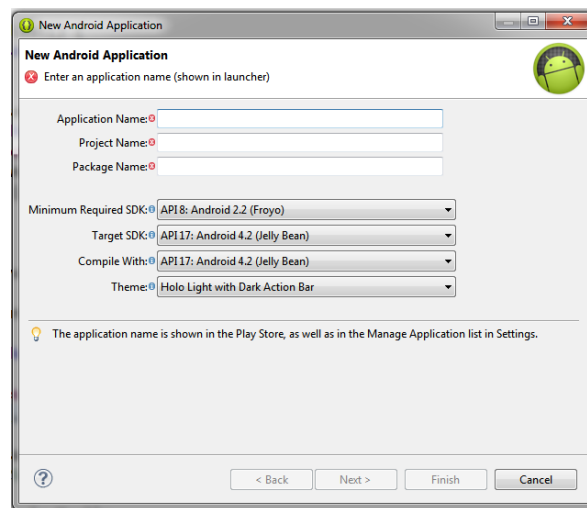 New Android Application
New Android Application
Enter an application name (shown in launcher)
Application Name:
Project Name:
Package Name:
Minimum Required SDK: API 8: Android 2.2 (Froyo)
Target SDK: API 17: Android 4.2 (Jelly Bean)
Compile With: API 17: Android 4.2 (Jelly Bean)
Theme: Holo Light with Dark Action Bar
The application name is shown in the Play Store, as well as in the Manage Application list in Settings.
? < Back Next > Finish Cancel